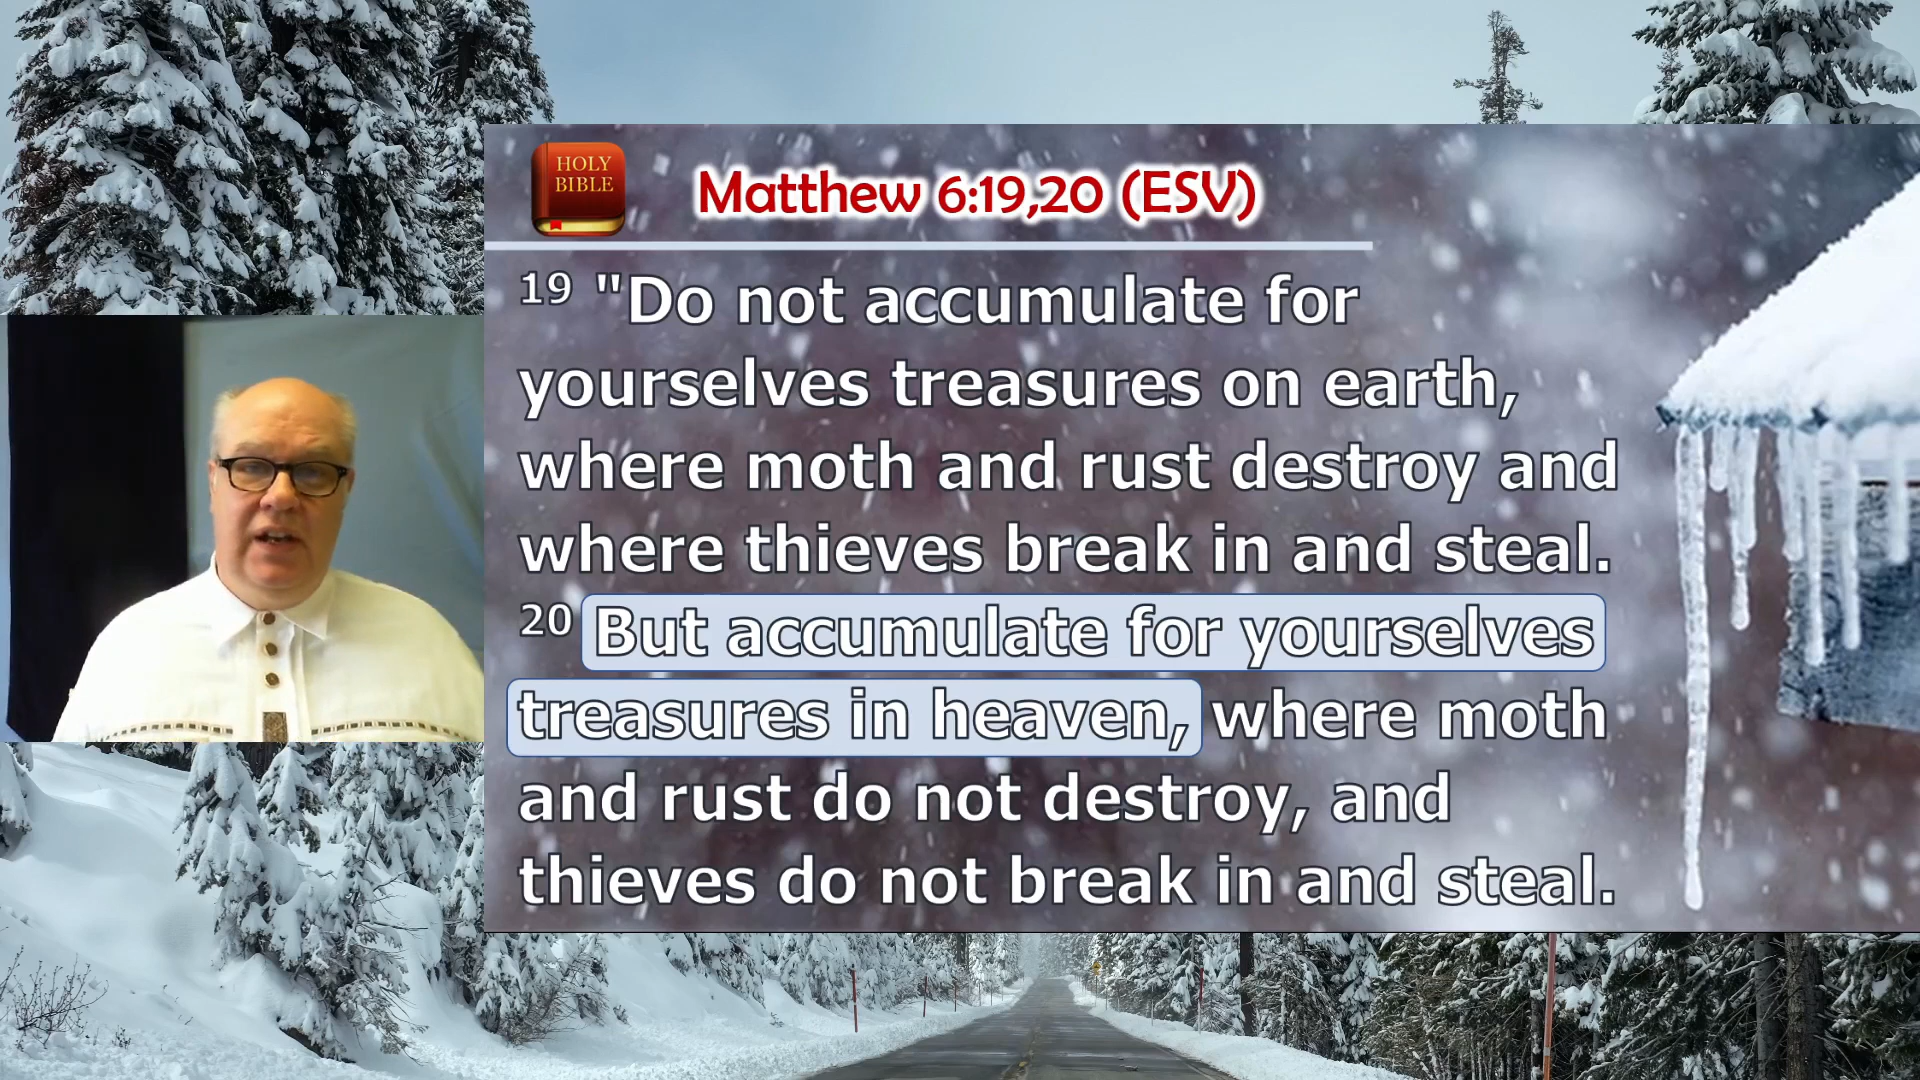 HOLY
BIBLE
Matthew 6:19,20 (ESV)
19 "Do not accumulate for
yourselves treasures on earth,
where moth and rust destroy and
where thieves break in and steal.
20 But accumulate for yourselves
treasures in heaven, where moth
and rust do not destroy, and
thieves do not break in and steal.